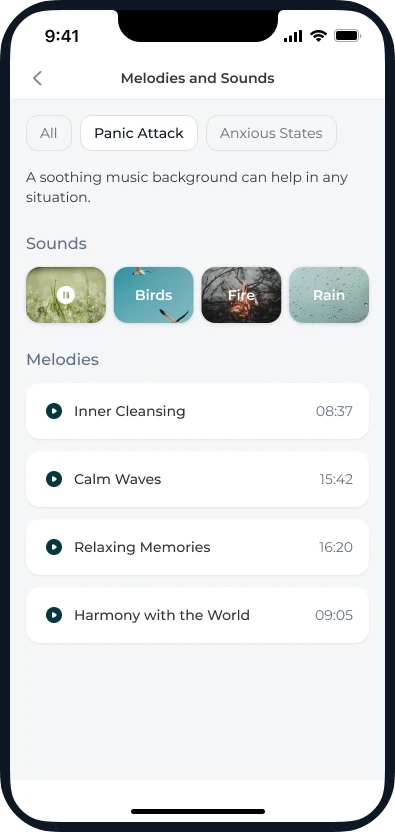 9:41
Melodies and Sounds
All
Panic Attack
Anxious States
A soothing music background can help in any
situation.
Sounds
Birds
Fire
Rain
Melodies
Inner Cleansing
08:37
Calm Waves
15:42
Relaxing Memories
16:20
Harmony with the World
09:05